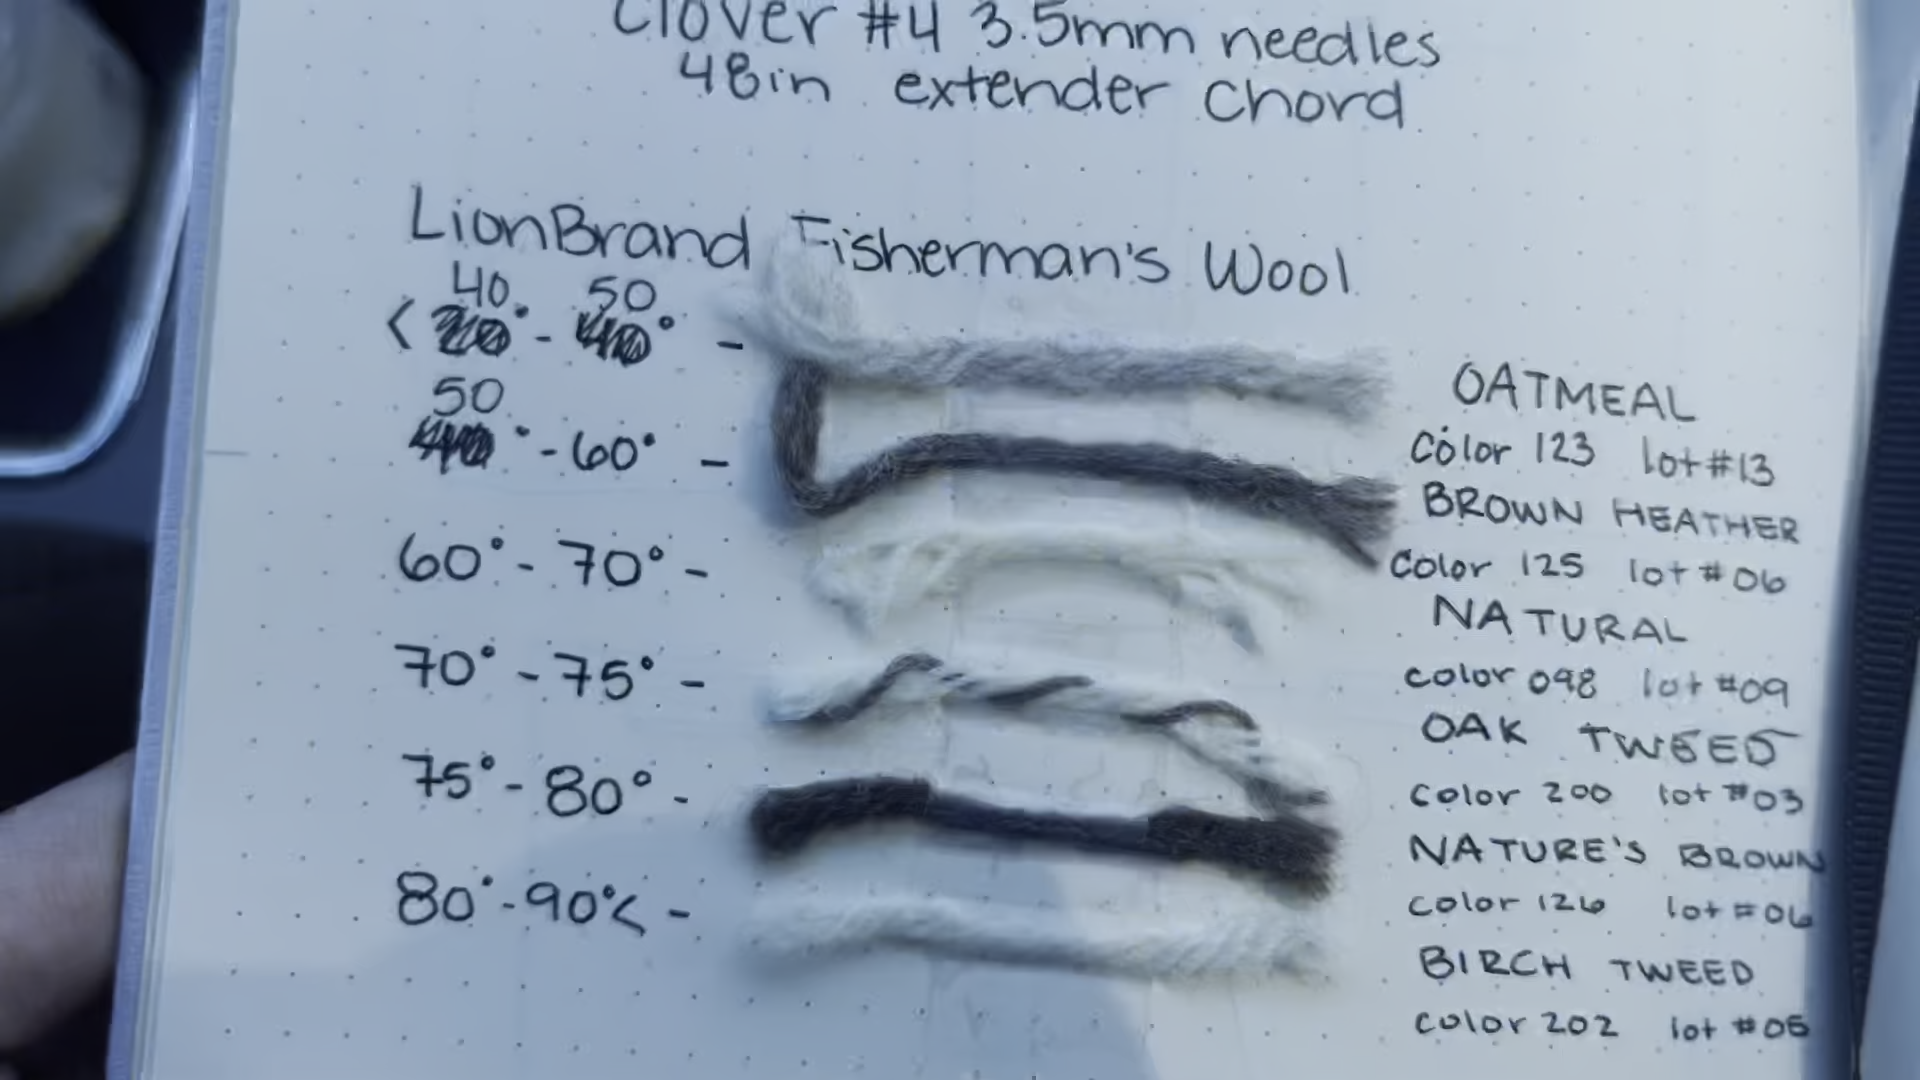 Clover #4 3.5mm needles
48in extender chord
LionBrand Fisherman's Wool
40 50
< 20° - 40° -
50
40° - 60° -
60° - 70° -
70° - 75° -
75° - 80° -
80° - 90°< -
OATMEAL
Color 123 lot #13
BROWN HEATHER
Color 125 lot #06
NATURAL
color 098 lot #09
OAK TWEED
color 200 lot #03
NATURE'S BROWN
color 126 lot #06
BIRCH TWEED
color 202 lot #05